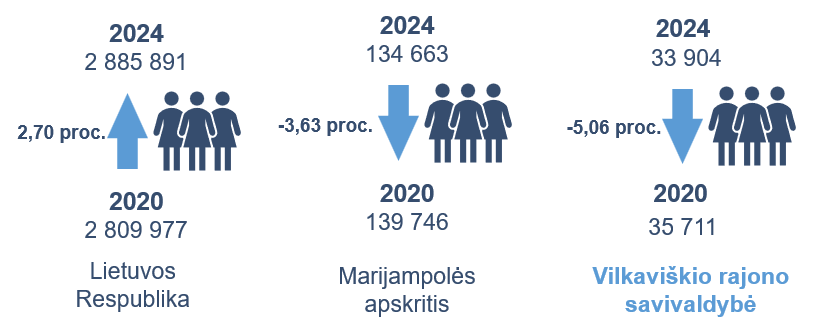 2024
2 885 891
2,70 proc.
2020
2 809 977
Lietuvos
Respublika
2024
134 663
-3,63 proc.
2020
139 746
Marijampolės
apskritis
2024
33 904
-5,06 proc.
2020
35 711
Vilkaviškio rajono
savivaldybė